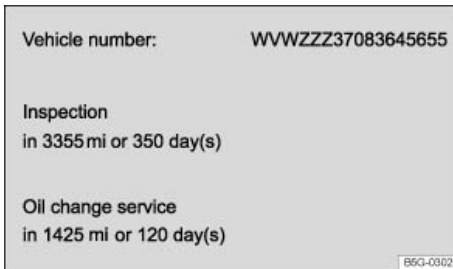 Vehicle number: WVWZZZ37083645655
Inspection
in 3355 mi or 350 day(s)
Oil change service
in 1425 mi or 120 day(s)
B5G-0302